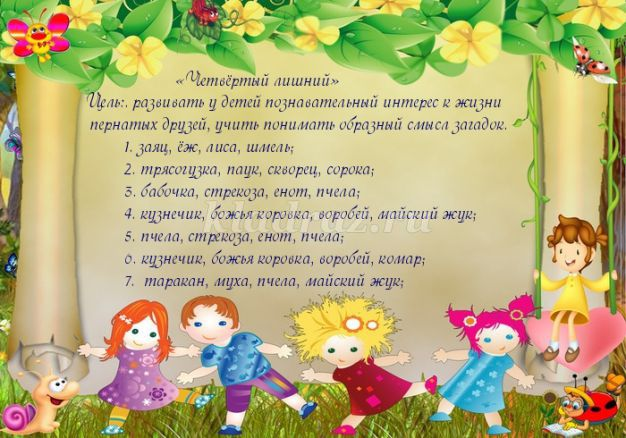 «Четвёртый лишний»
Цель:. развивать у детей познавательный интерес к жизни
пернатых друзей, учить понимать образный смысл загадок.
1. заяц, ёж, лиса, шмель;
2. трясогузка, паук, скворец, сорока;
3. бабочка, стрекоза, енот, пчела;
4. кузнечик, божья коровка, воробей, майский жук;
5. пчела, стрекоза, енот, пчела;
6. кузнечик, божья коровка, воробей, комар;
7. таракан, муха, пчела, майский жук;
kladraz.ru